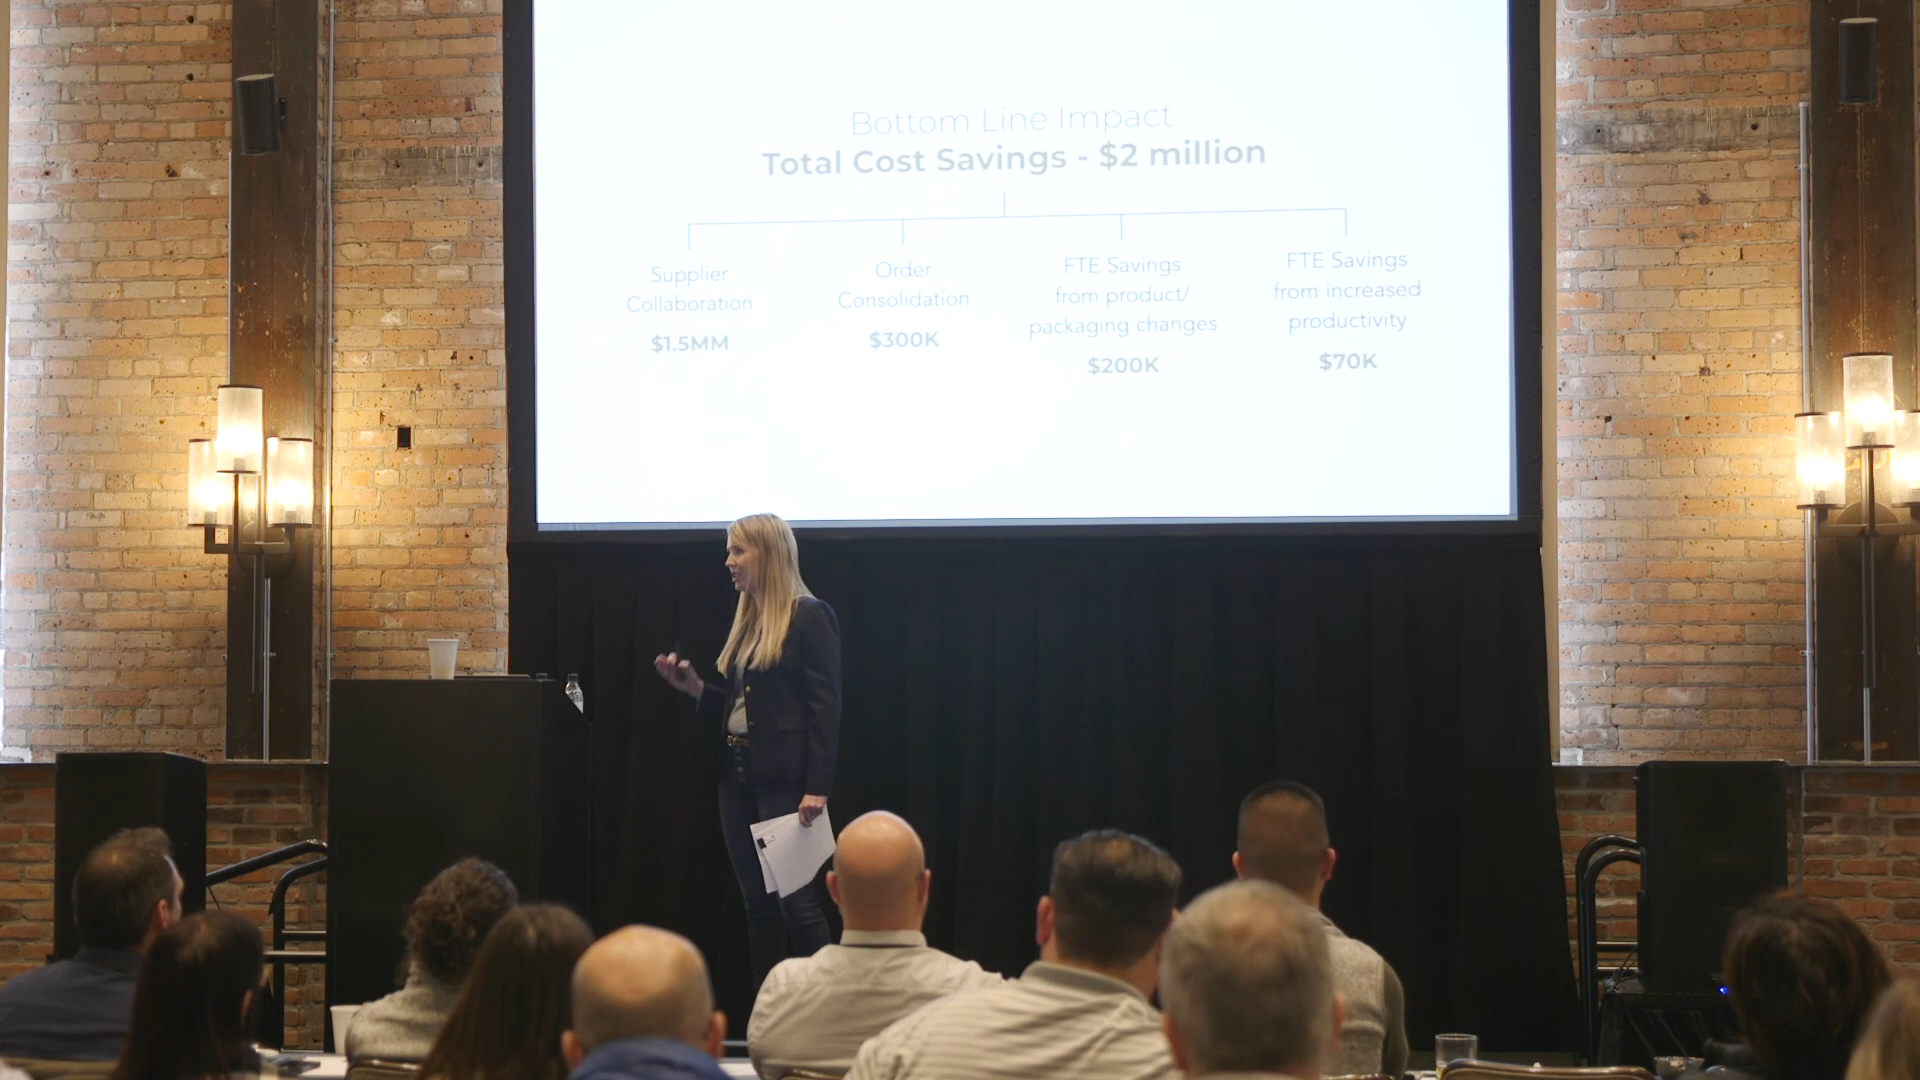 Bottom Line Impact
Total Cost Savings - $2 million
Supplier
Collaboration
$1.5MM
Order
Consolidation
$300K
FTE Savings
from product/
packaging changes
$200K
FTE Savings
from increased
productivity
$70K